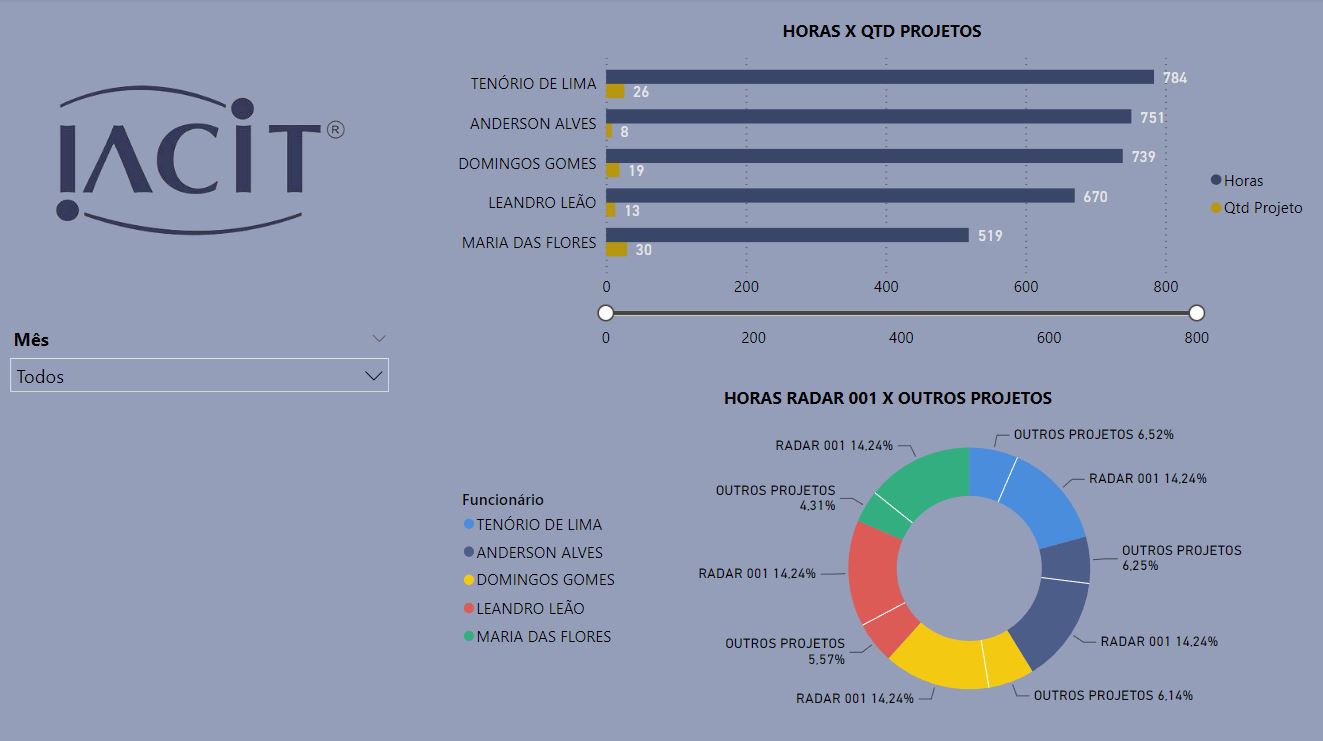 IACIT®
Mês
Todos
HORAS X QTD PROJETOS
TENÓRIO DE LIMA 784
26
ANDERSON ALVES 751
8
DOMINGOS GOMES 739
19
LEANDRO LEÃO 670
13
MARIA DAS FLORES 519
30
0 200 400 600 800
0 200 400 600 800
Horas
Qtd Projeto
HORAS RADAR 001 X OUTROS PROJETOS
Funcionário
TENÓRIO DE LIMA
ANDERSON ALVES
DOMINGOS GOMES
LEANDRO LEÃO
MARIA DAS FLORES
OUTROS PROJETOS 6,52%
RADAR 001 14,24%
OUTROS PROJETOS
6,25%
RADAR 001 14,24%
OUTROS PROJETOS 6,14%
RADAR 001 14,24%
OUTROS PROJETOS
5,57%
RADAR 001 14,24%
OUTROS PROJETOS
4,31%
RADAR 001 14,24%